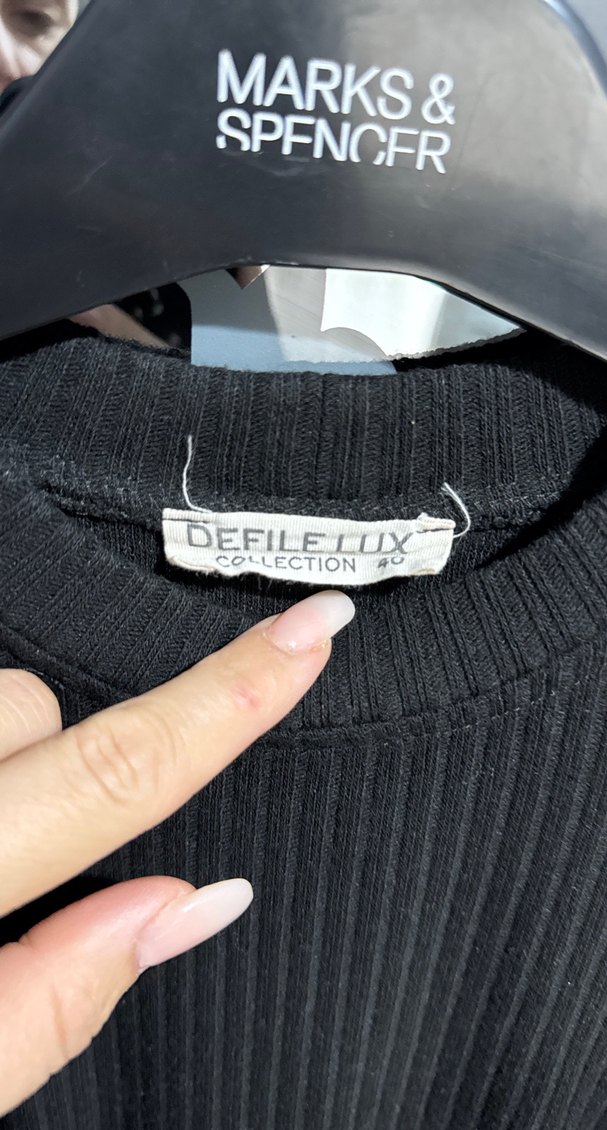 MARKS &
SPENCER
DEFILE LUX
COLLECTION 40